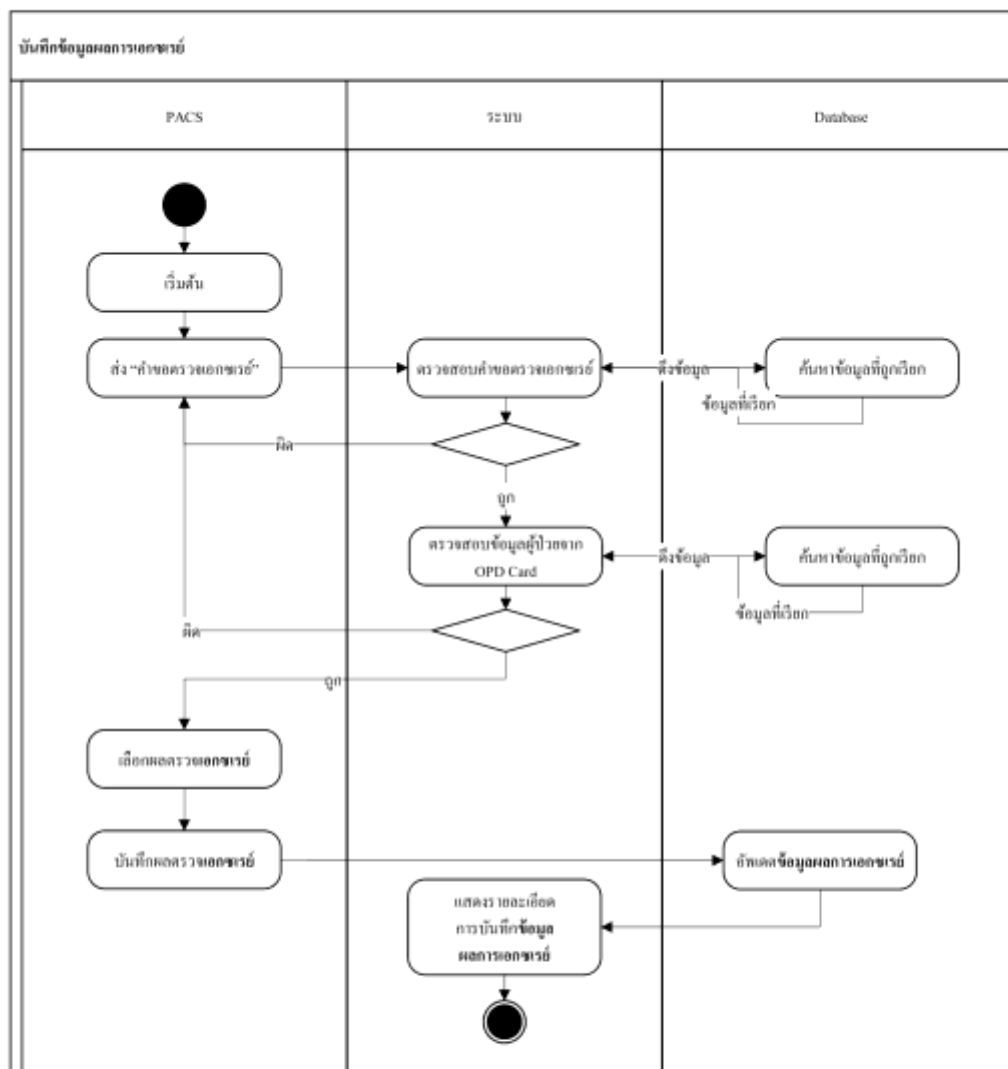 บันทึกข้อมูลผลการเอกซเรย์
PACS
ระบบ
Database
เริ่มต้น
ส่ง “คำขอตรวจเอกซเรย์”
ตรวจสอบคำขอตรวจเอกซเรย์
ดึงข้อมูล
ค้นหาข้อมูลที่ถูกเรียก
ข้อมูลที่เรียก
ผิด
ถูก
ตรวจสอบข้อมูลผู้ป่วยจาก
OPD Card
ดึงข้อมูล
ค้นหาข้อมูลที่ถูกเรียก
ข้อมูลที่เรียก
ผิด
ถูก
เลือกผลตรวจเอกซเรย์
บันทึกผลตรวจเอกซเรย์
อัพเดตข้อมูลผลการเอกซเรย์
แสดงรายละเอียด
การบันทึกข้อมูล
ผลการเอกซเรย์